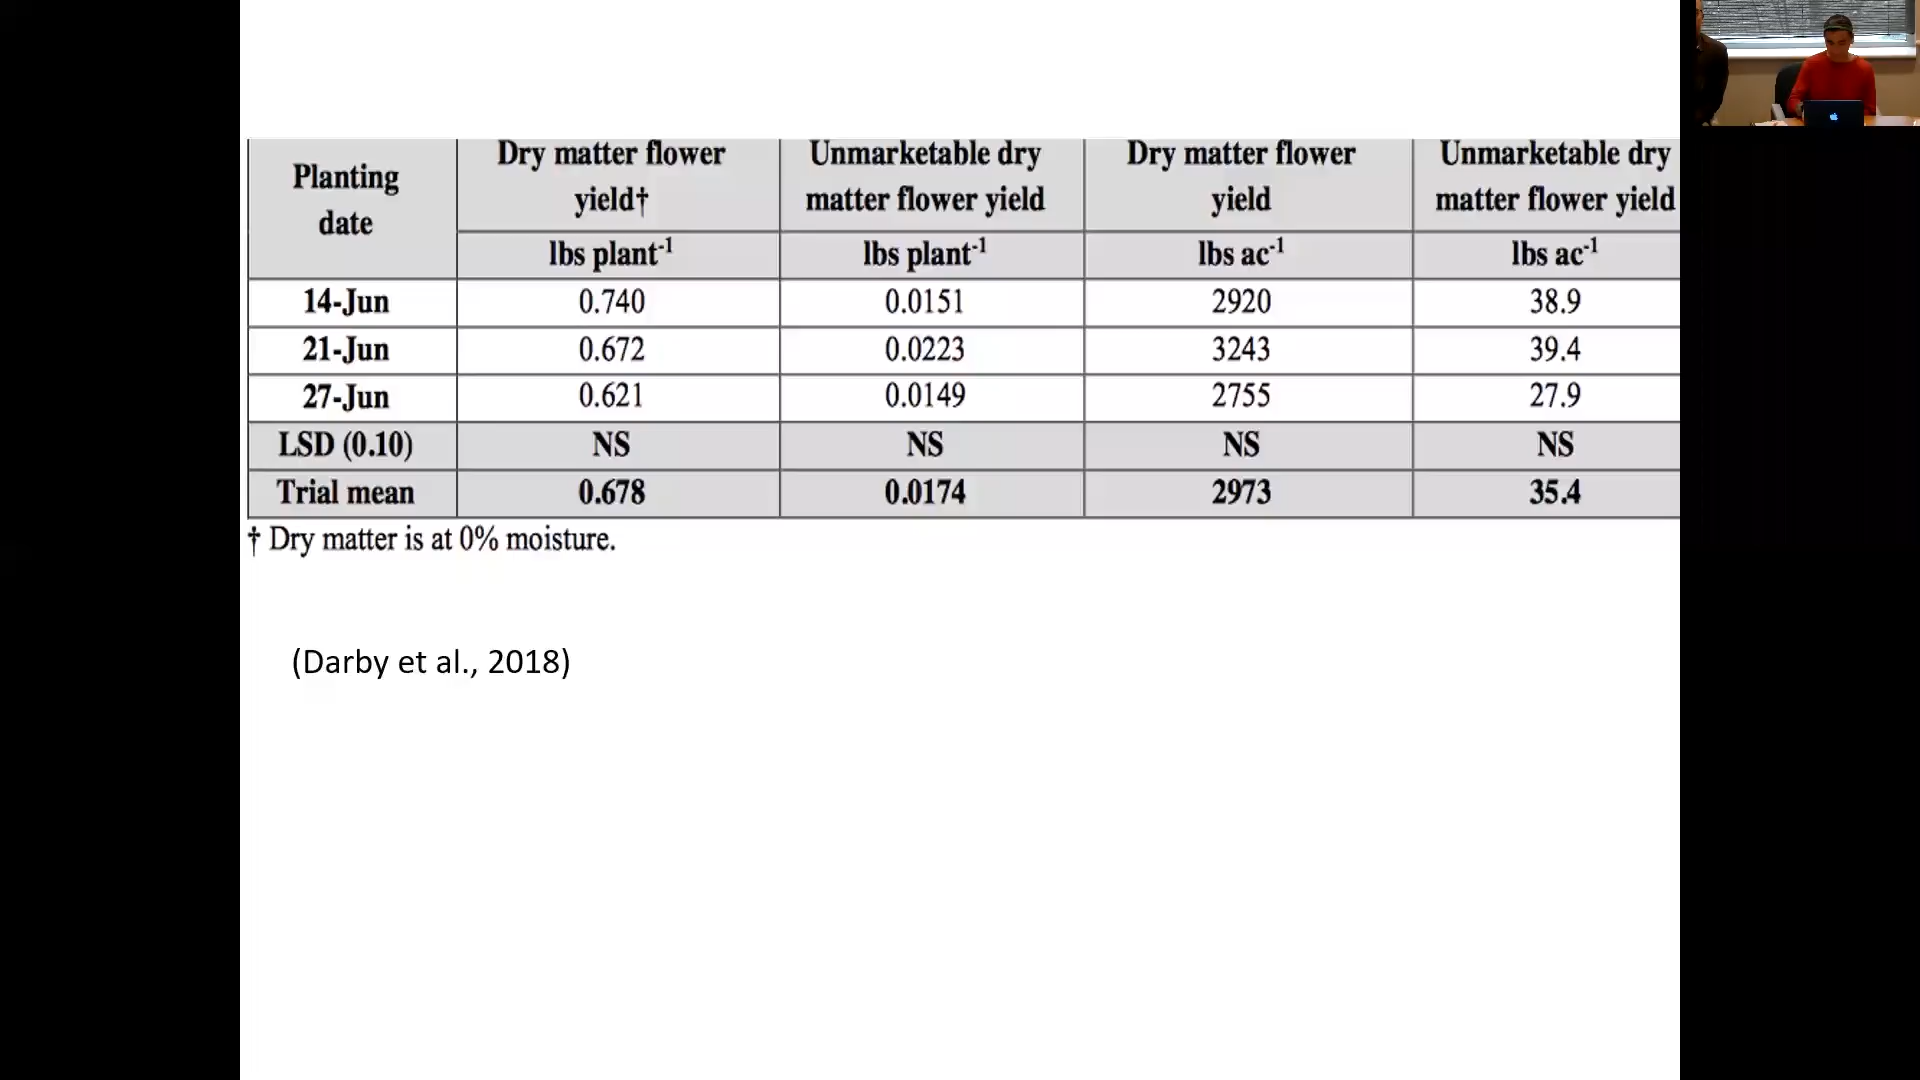 Planting date | Dry matter flower yield† | Unmarketable dry matter flower yield | Dry matter flower yield | Unmarketable dry matter flower yield
lbs plant⁻¹ | lbs plant⁻¹ | lbs ac⁻¹ | lbs ac⁻¹
14-Jun | 0.740 | 0.0151 | 2920 | 38.9
21-Jun | 0.672 | 0.0223 | 3243 | 39.4
27-Jun | 0.621 | 0.0149 | 2755 | 27.9
LSD (0.10) | NS | NS | NS | NS
Trial mean | 0.678 | 0.0174 | 2973 | 35.4
† Dry matter is at 0% moisture.
(Darby et al., 2018)